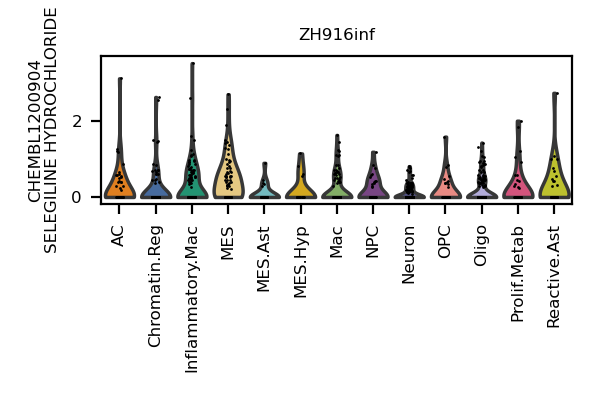 ZH916inf
CHEMBL1200904
SELEGILINE HYDROCHLORIDE
2
0
AC
Chromatin.Reg
Inflammatory.Mac
MES
MES.Ast
MES.Hyp
Mac
NPC
Neuron
OPC
Oligo
Prolif.Metab
Reactive.Ast